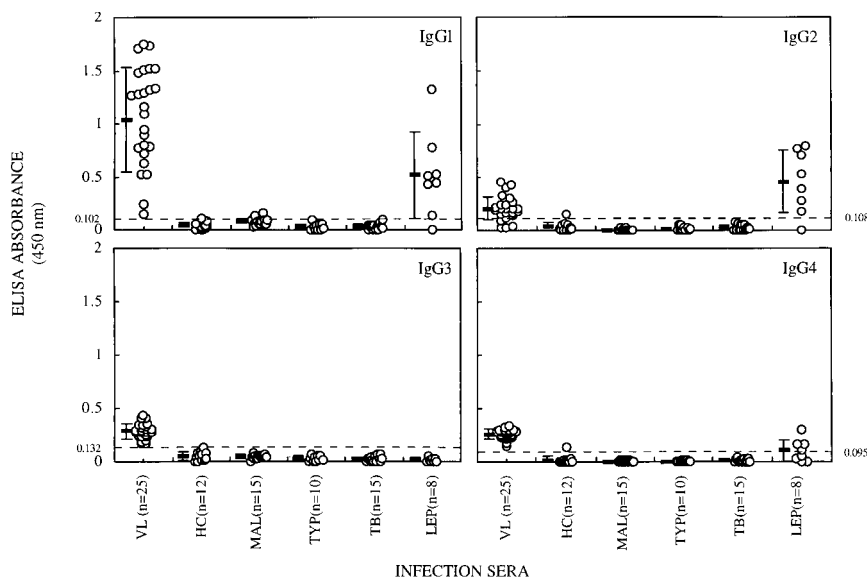 2
1.5
1
0.5
0.102
0
IgG1
IgG2
0.108
ELISA ABSORBANCE
(450 nm)
2
1.5
1
0.5
0.132
0
IgG3
IgG4
0.095
VL (n=25)
HC(n=12)
MAL(n=15)
TYP(n=10)
TB(n=15)
LEP(n=8)
VL (n=25)
HC(n=12)
MAL(n=15)
TYP(n=10)
TB(n=15)
LEP(n=8)
INFECTION SERA